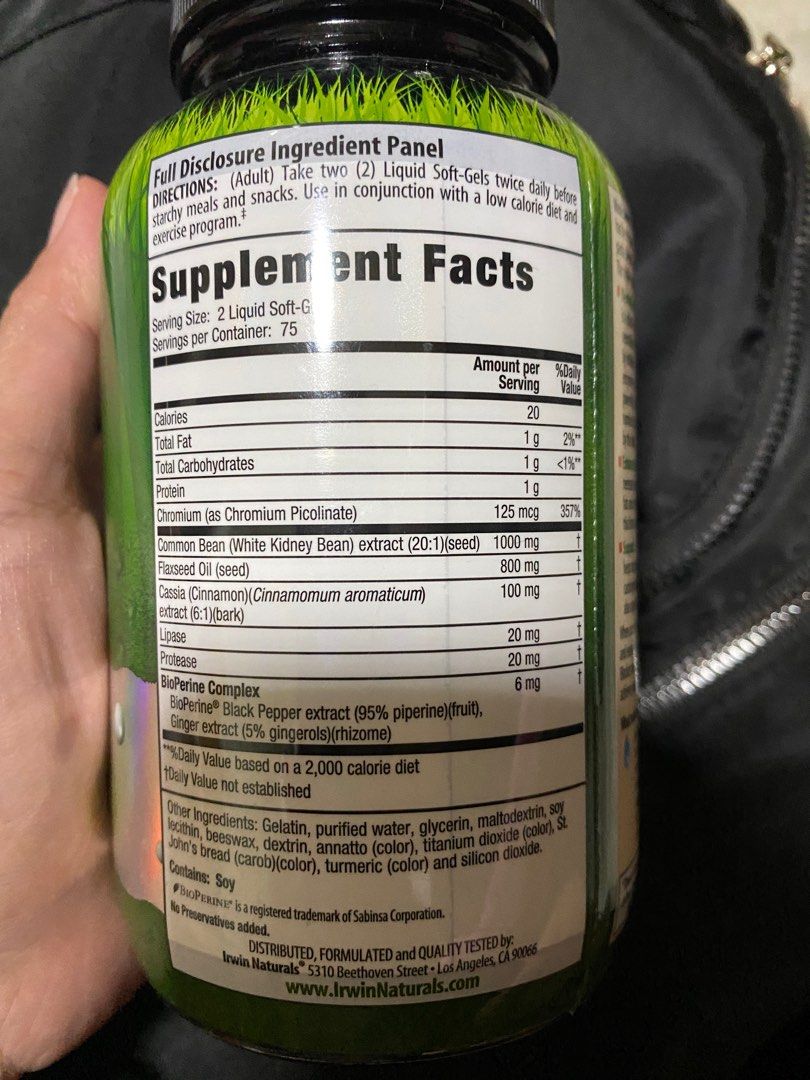 Full Disclosure Ingredient Panel
DIRECTIONS: (Adult) Take two (2) Liquid Soft-Gels twice daily before
starchy meals and snacks. Use in conjunction with a low calorie diet and
exercise program.‡
Supplement Facts
Serving Size: 2 Liquid Soft-G
Servings per Container: 75
Amount per Serving %Daily Value
Calories 20
Total Fat 1 g 2%**
Total Carbohydrates 1 g <1%**
Protein 1 g
Chromium (as Chromium Picolinate) 125 mcg 357%
Common Bean (White Kidney Bean) extract (20:1)(seed) 1000 mg †
Flaxseed Oil (seed) 800 mg †
Cassia (Cinnamon)(Cinnamomum aromaticum) 100 mg †
extract (6:1)(bark)
Lipase 20 mg †
Protease 20 mg †
BioPerine Complex 6 mg †
BioPerine® Black Pepper extract (95% piperine)(fruit),
Ginger extract (5% gingerols)(rhizome)
**%Daily Value based on a 2,000 calorie diet
†Daily Value not established
Other Ingredients: Gelatin, purified water, glycerin, maltodextrin, soy
lecithin, beeswax, dextrin, annatto (color), titanium dioxide (color), St.
John's bread (carob)(color), turmeric (color) and silicon dioxide.
Contains: Soy
BIOPERINE® is a registered trademark of Sabinsa Corporation.
No Preservatives added.
DISTRIBUTED, FORMULATED and QUALITY TESTED by:
Irwin Naturals® 5310 Beethoven Street • Los Angeles, CA 90066
www.IrwinNaturals.com